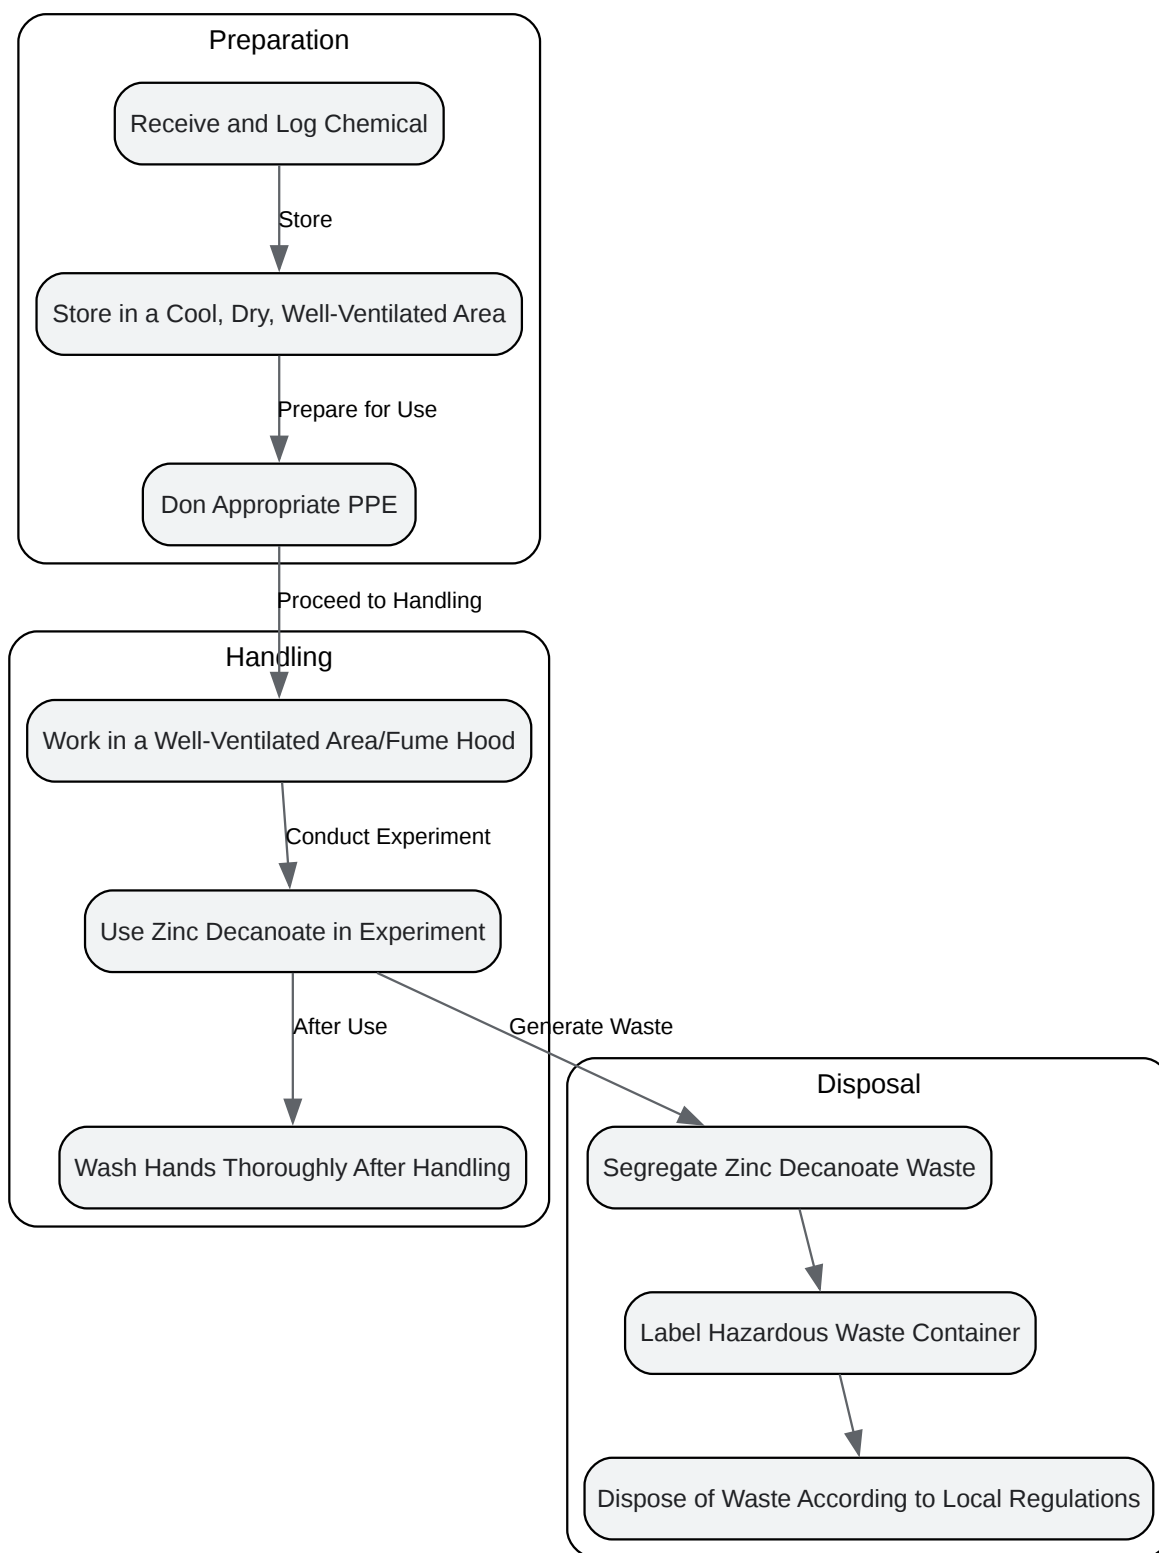 Preparation
Receive and Log Chemical
Store
Store in a Cool, Dry, Well-Ventilated Area
Prepare for Use
Don Appropriate PPE
Proceed to Handling
Handling
Work in a Well-Ventilated Area/Fume Hood
Conduct Experiment
Use Zinc Decanoate in Experiment
After Use
Generate Waste
Disposal
Wash Hands Thoroughly After Handling
Segregate Zinc Decanoate Waste
Label Hazardous Waste Container
Dispose of Waste According to Local Regulations